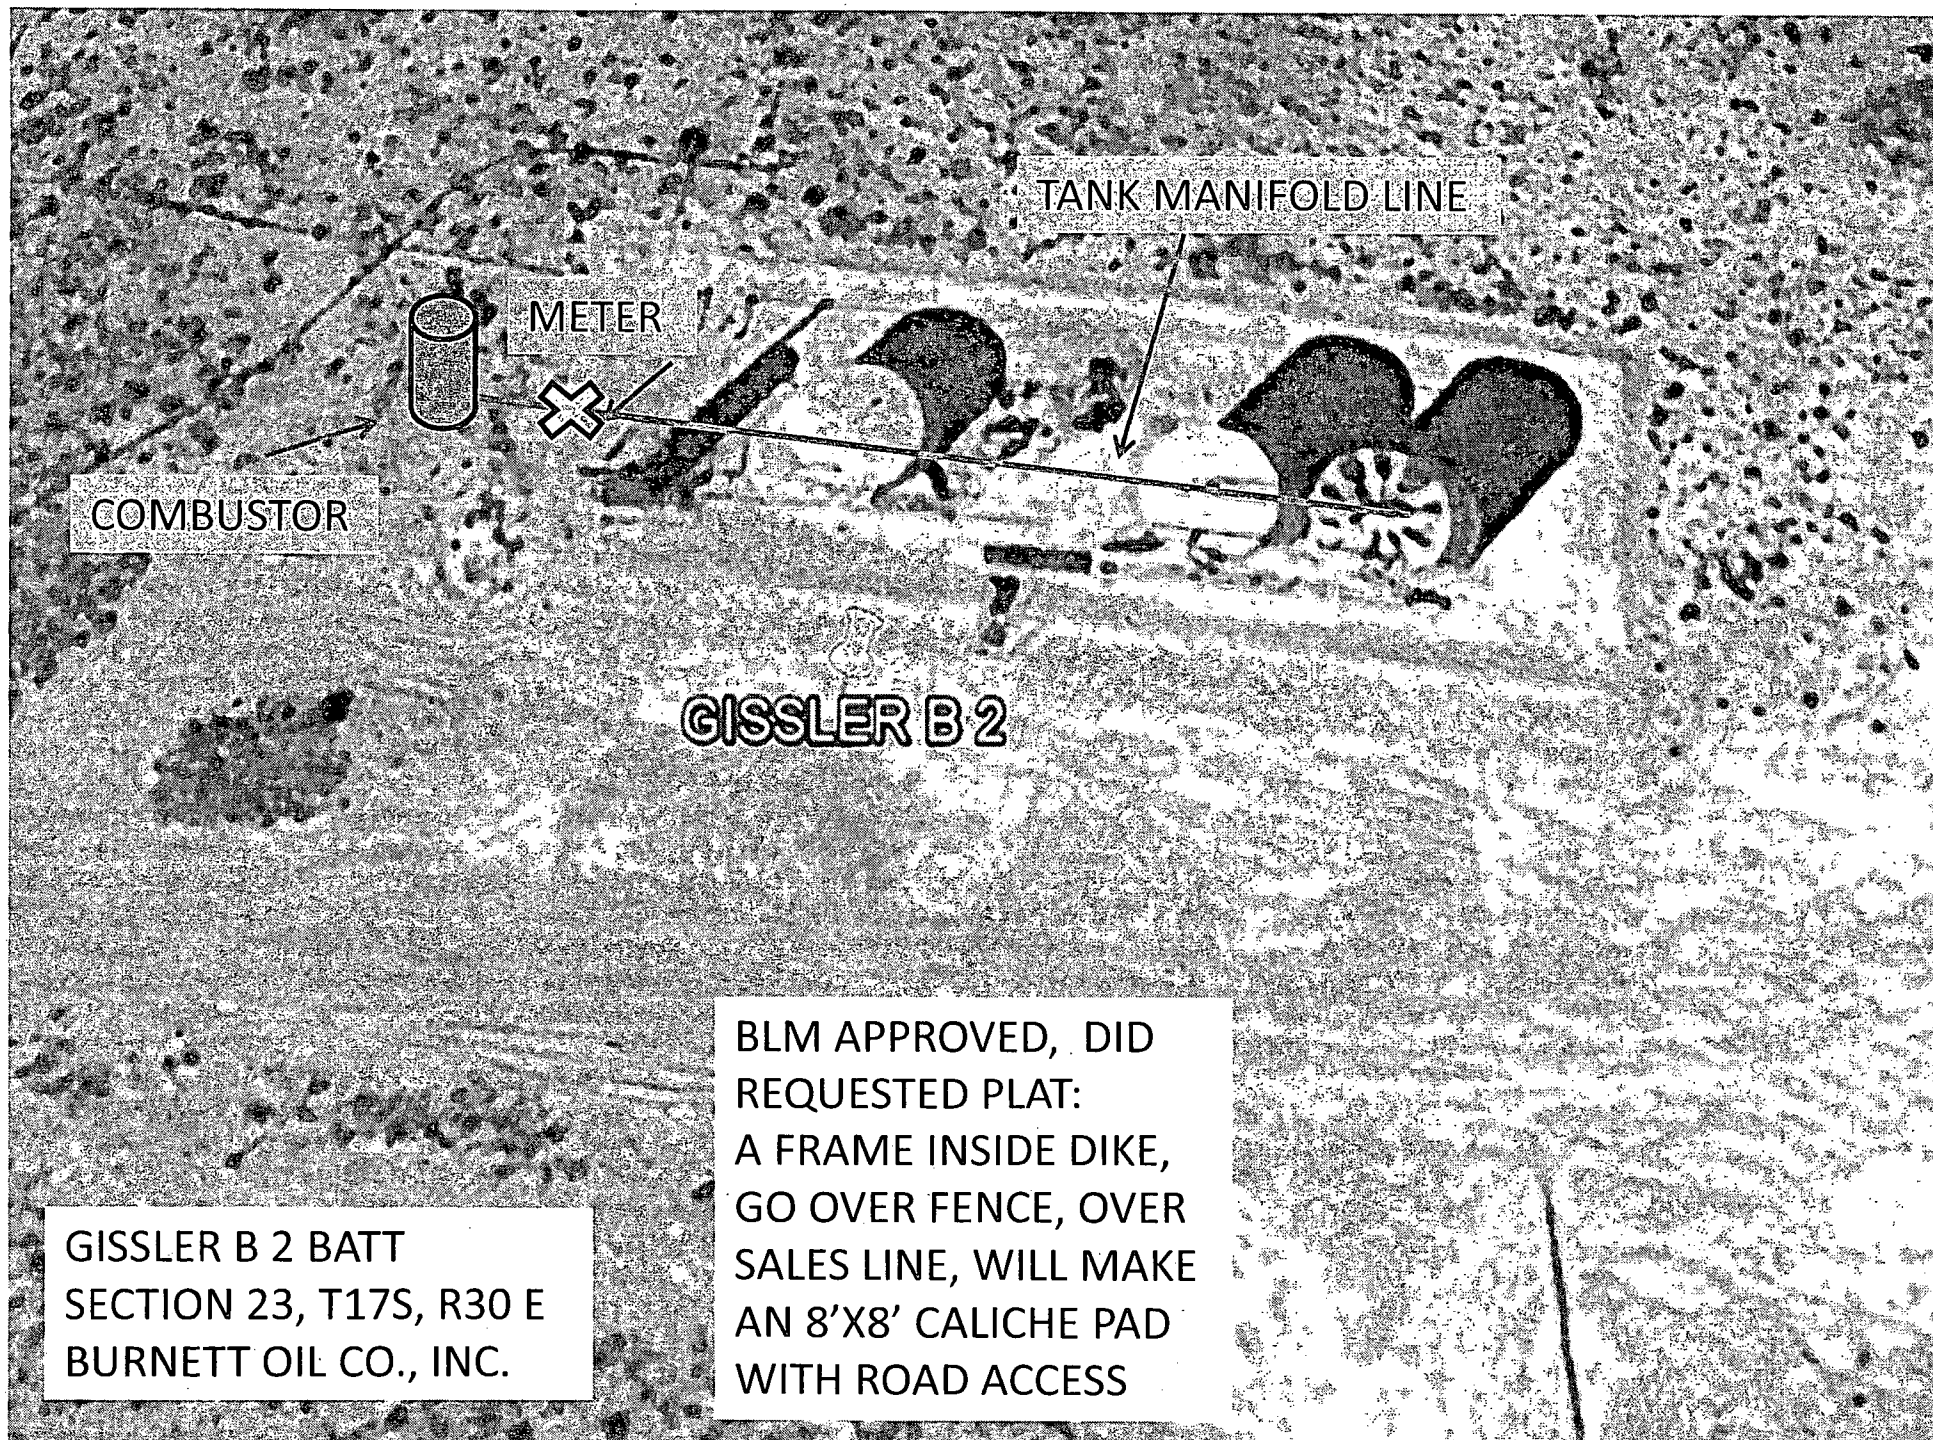 TANK MANIFOLD LINE
METER
COMBUSTOR
GISSLER B 2
BLM APPROVED, DID
REQUESTED PLAT:
A FRAME INSIDE DIKE,
GO OVER FENCE, OVER
SALES LINE, WILL MAKE
AN 8'X8' CALICHE PAD
WITH ROAD ACCESS
GISSLER B 2 BATT
SECTION 23, T17S, R30 E
BURNETT OIL CO., INC.